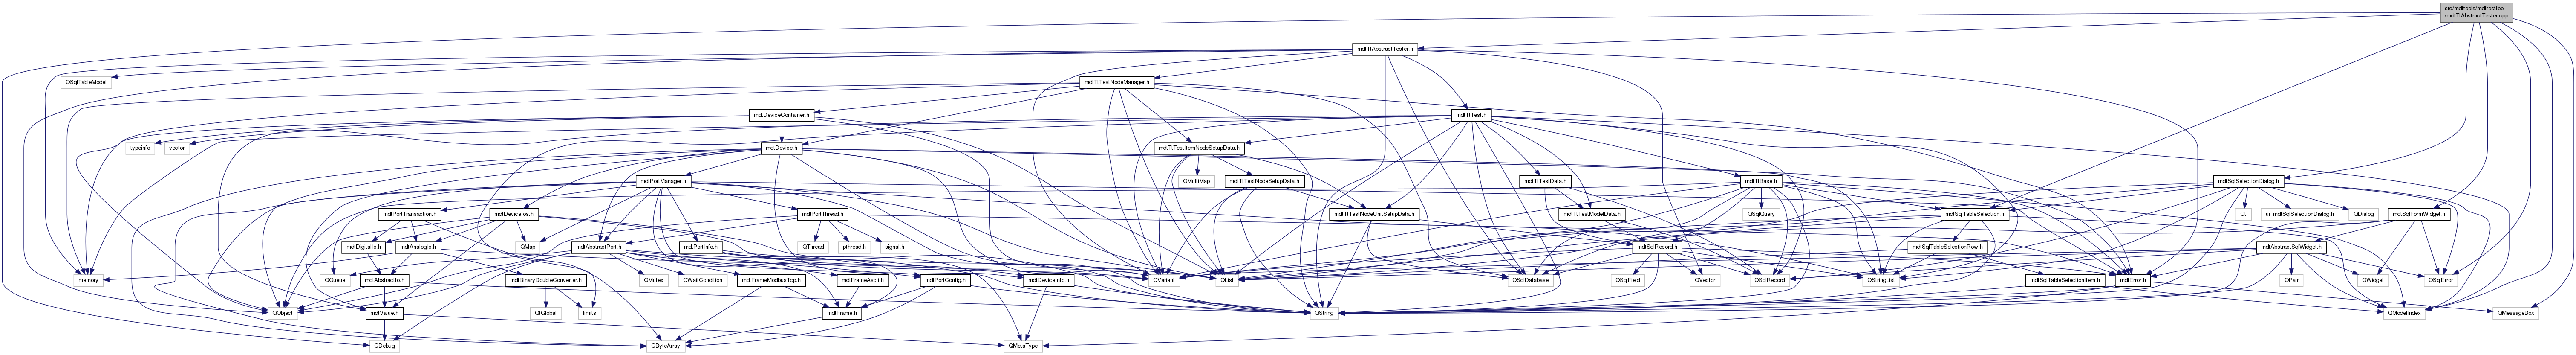 src/mdttools/mdttesttool
/mdtTtAbstractTester.cpp
mdtTtAbstractTester.h
QSqlTableModel
mdtTtTestNodeManager.h
mdtDeviceContainer.h
mdtTtTest.h
typeinfo
vector
mdtDevice.h
mdtTtTestItemNodeSetupData.h
mdtPortManager.h
QMultiMap
mdtTtTestNodeSetupData.h
mdtTtTestData.h
mdtTtBase.h
mdtSqlSelectionDialog.h
mdtPortTransaction.h
mdtDeviceIos.h
mdtPortThread.h
mdtTtTestNodeUnitSetupData.h
mdtTtTestModelData.h
QSqlQuery
mdtSqlTableSelection.h
Qt
ui_mdtSqlSelectionDialog.h
QDialog
mdtSqlFormWidget.h
mdtDigitalIo.h
mdtAnalogIo.h
QMap
mdtAbstractPort.h
mdtPortInfo.h
QThread
pthread.h
signal.h
mdtSqlRecord.h
mdtSqlTableSelectionRow.h
mdtAbstractSqlWidget.h
memory
QQueue
mdtAbstractIo.h
mdtBinaryDoubleConverter.h
QMutex
QWaitCondition
mdtFrameModbusTcp.h
mdtFrameAscii.h
mdtPortConfig.h
mdtDeviceInfo.h
QVariant
QList
QSqlDatabase
QSqlField
QVector
QSqlRecord
QStringList
mdtSqlTableSelectionItem.h
mdtError.h
QPair
QWidget
QSqlError
QObject
mdtValue.h
QtGlobal
limits
mdtFrame.h
QString
QModelIndex
QMessageBox
QDebug
QByteArray
QMetaType